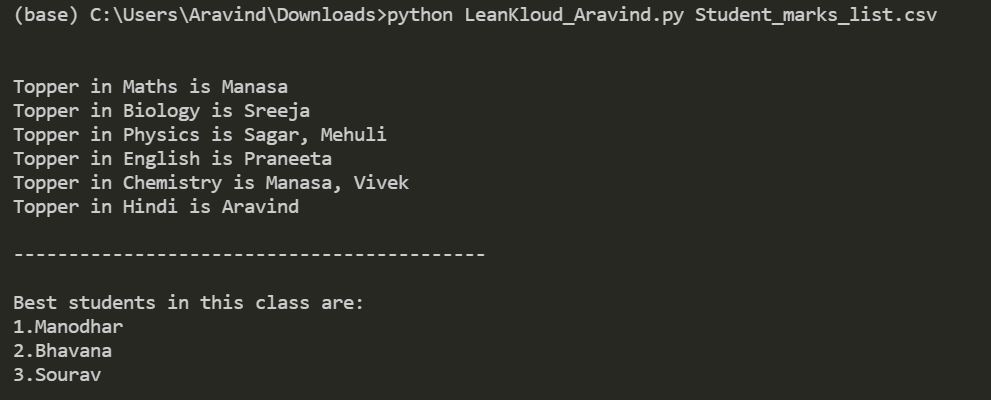 (base) C:\Users\Aravind\Downloads>python LeanKloud_Aravind.py Student_marks_list.csv
Topper in Maths is Manasa
Topper in Biology is Sreeja
Topper in Physics is Sagar, Mehuli
Topper in English is Praneeta
Topper in Chemistry is Manasa, Vivek
Topper in Hindi is Aravind
-------------------------------------------
Best students in this class are:
1.Manodhar
2.Bhavana
3.Sourav